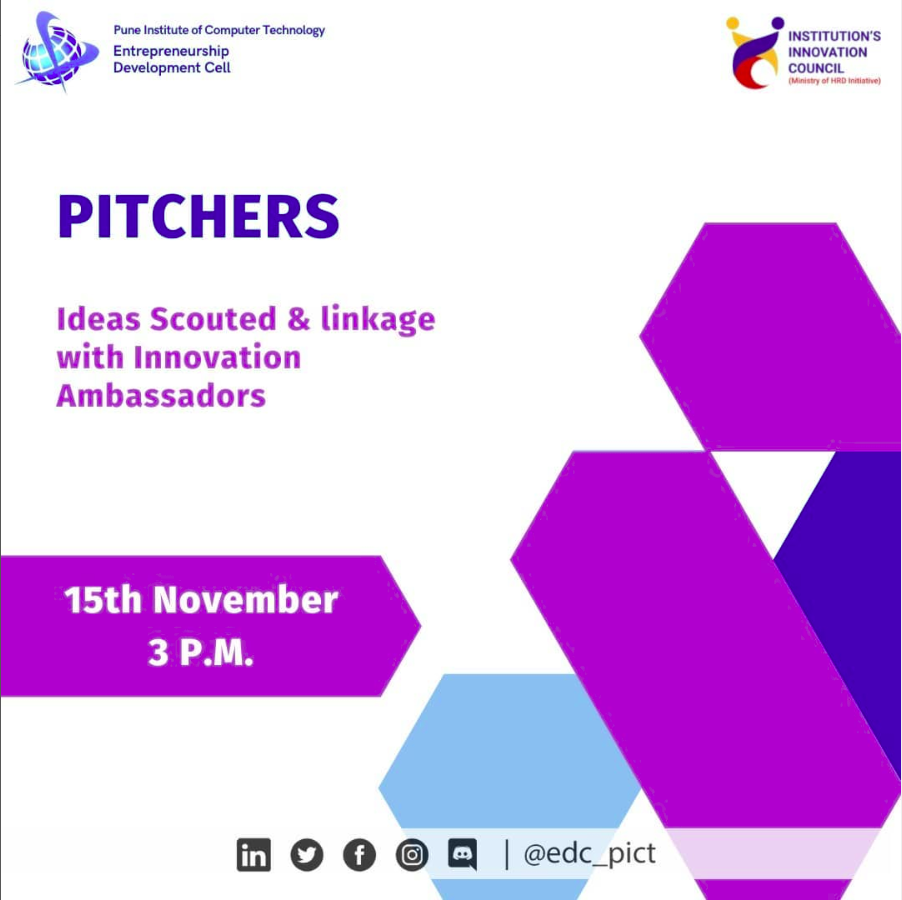 Pune Institute of Computer Technology
Entrepreneurship
Development Cell
INSTITUTION'S
INNOVATION
COUNCIL
(Ministry of HRD Initiative)
PITCHERS
Ideas Scouted & linkage
with Innovation
Ambassadors
15th November
3 P.M.
in | @edc_pict